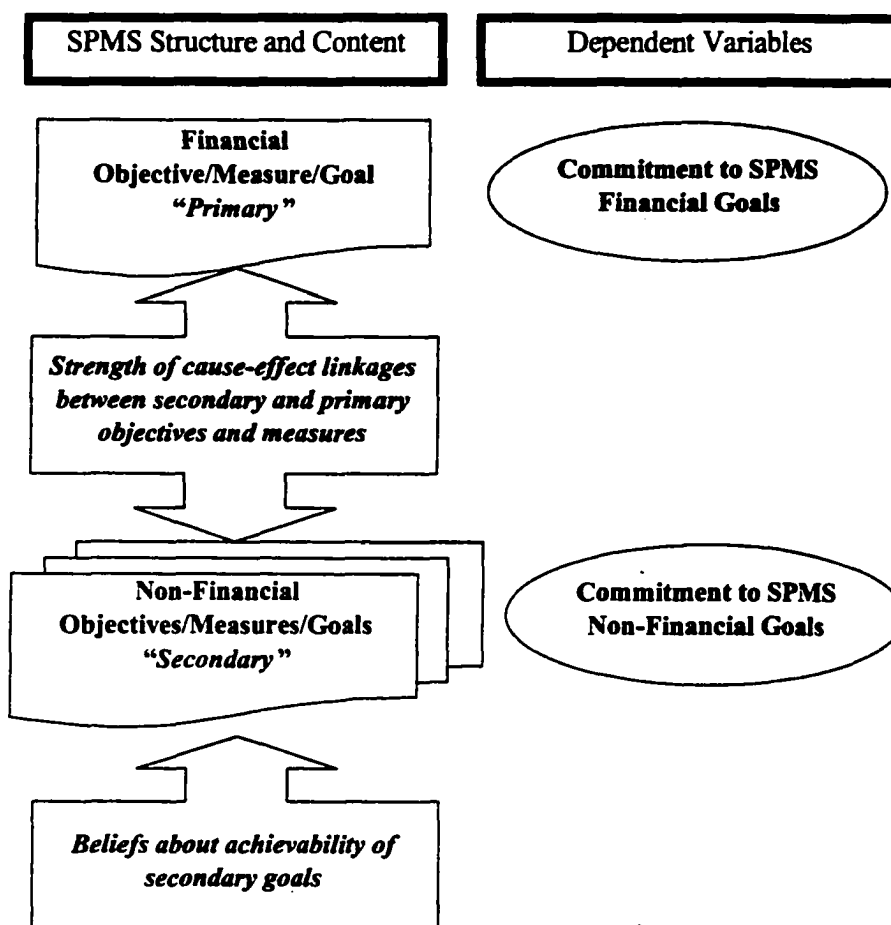 SPMS Structure and Content
Dependent Variables
Financial
Objective/Measure/Goal
"Primary"
Commitment to SPMS
Financial Goals
Strength of cause-effect linkages
between secondary and primary
objectives and measures
Non-Financial
Objectives/Measures/Goals
"Secondary"
Commitment to SPMS
Non-Financial Goals
Beliefs about achievability of
secondary goals